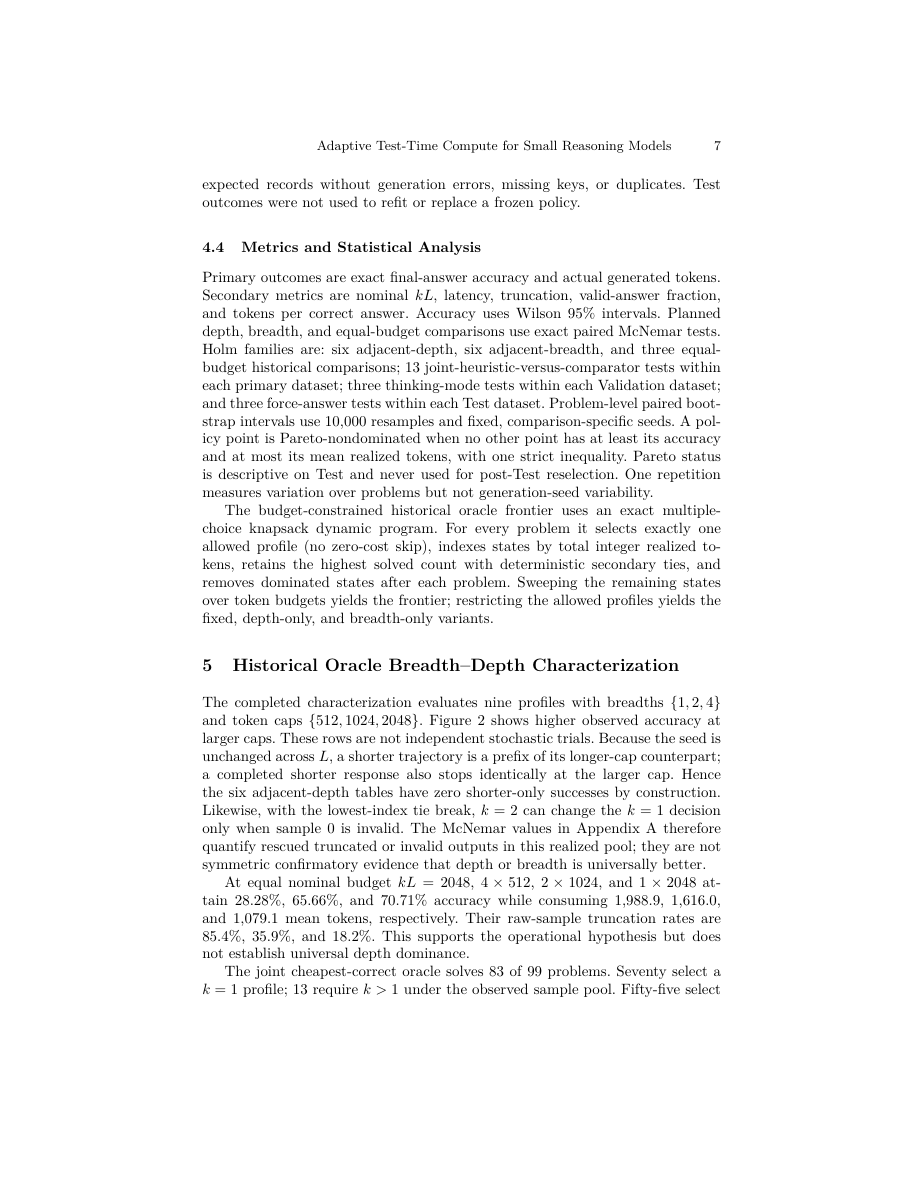 Adaptive Test-Time Compute for Small Reasoning Models 7
expected records without generation errors, missing keys, or duplicates. Test
outcomes were not used to refit or replace a frozen policy.
4.4 Metrics and Statistical Analysis
Primary outcomes are exact final-answer accuracy and actual generated tokens.
Secondary metrics are nominal kL, latency, truncation, valid-answer fraction,
and tokens per correct answer. Accuracy uses Wilson 95% intervals. Planned
depth, breadth, and equal-budget comparisons use exact paired McNemar tests.
Holm families are: six adjacent-depth, six adjacent-breadth, and three equal-
budget historical comparisons; 13 joint-heuristic-versus-comparator tests within
each primary dataset; three thinking-mode tests within each Validation dataset;
and three force-answer tests within each Test dataset. Problem-level paired boot-
strap intervals use 10,000 resamples and fixed, comparison-specific seeds. A pol-
icy point is Pareto-nondominated when no other point has at least its accuracy
and at most its mean realized tokens, with one strict inequality. Pareto status
is descriptive on Test and never used for post-Test reselection. One repetition
measures variation over problems but not generation-seed variability.
The budget-constrained historical oracle frontier uses an exact multiple-
choice knapsack dynamic program. For every problem it selects exactly one
allowed profile (no zero-cost skip), indexes states by total integer realized to-
kens, retains the highest solved count with deterministic secondary ties, and
removes dominated states after each problem. Sweeping the remaining states
over token budgets yields the frontier; restricting the allowed profiles yields the
fixed, depth-only, and breadth-only variants.
5 Historical Oracle Breadth–Depth Characterization
The completed characterization evaluates nine profiles with breadths {1, 2, 4}
and token caps {512, 1024, 2048}. Figure 2 shows higher observed accuracy at
larger caps. These rows are not independent stochastic trials. Because the seed is
unchanged across L, a shorter trajectory is a prefix of its longer-cap counterpart;
a completed shorter response also stops identically at the larger cap. Hence
the six adjacent-depth tables have zero shorter-only successes by construction.
Likewise, with the lowest-index tie break, k = 2 can change the k = 1 decision
only when sample 0 is invalid. The McNemar values in Appendix A therefore
quantify rescued truncated or invalid outputs in this realized pool; they are not
symmetric confirmatory evidence that depth or breadth is universally better.
At equal nominal budget kL = 2048, 4 × 512, 2 × 1024, and 1 × 2048 at-
tain 28.28%, 65.66%, and 70.71% accuracy while consuming 1,988.9, 1,616.0,
and 1,079.1 mean tokens, respectively. Their raw-sample truncation rates are
85.4%, 35.9%, and 18.2%. This supports the operational hypothesis but does
not establish universal depth dominance.
The joint cheapest-correct oracle solves 83 of 99 problems. Seventy select a
k = 1 profile; 13 require k > 1 under the observed sample pool. Fifty-five select